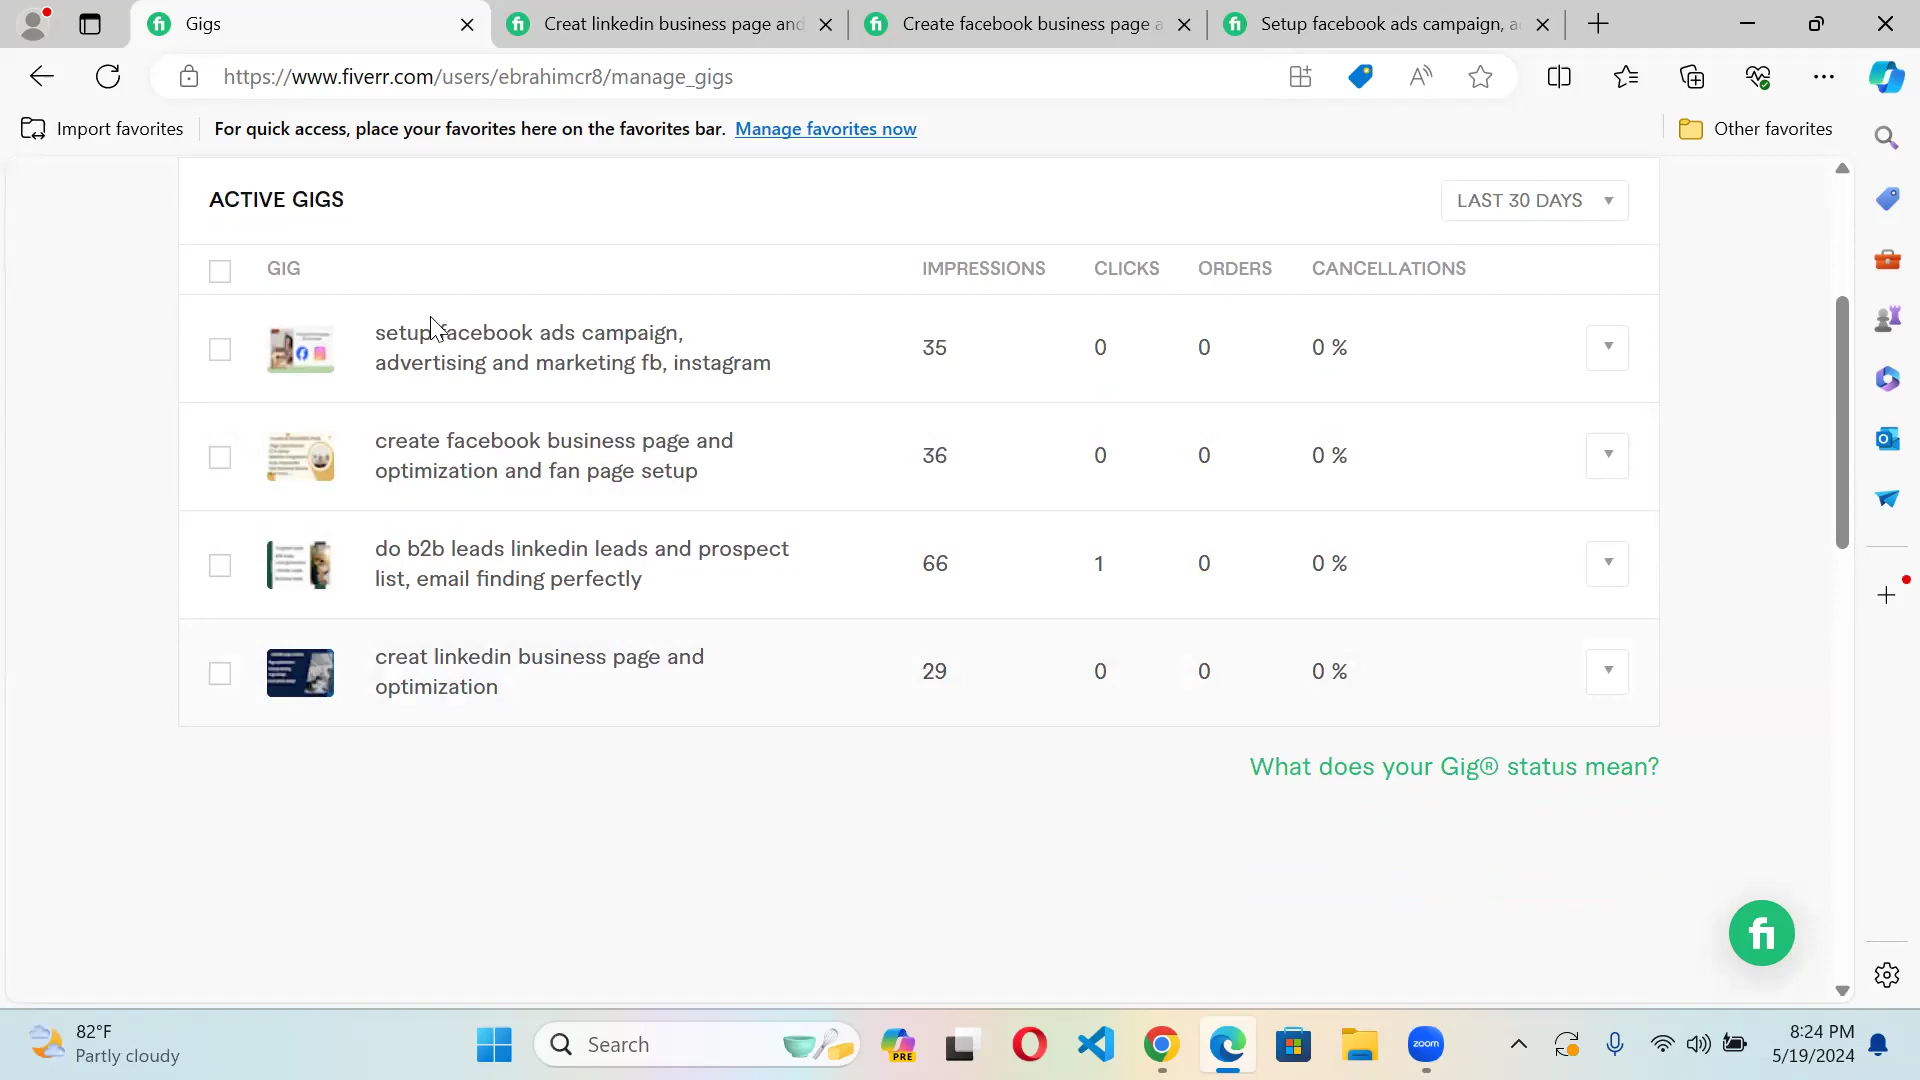 Gigs
Creat linkedin business page and
Create facebook business page a
Setup facebook ads campaign, a
https://www.fiverr.com/users/ebrahimcr8/manage_gigs
Import favorites
For quick access, place your favorites here on the favorites bar. Manage favorites now
Other favorites
ACTIVE GIGS
LAST 30 DAYS
GIG IMPRESSIONS CLICKS ORDERS CANCELLATIONS
setup facebook ads campaign,
advertising and marketing fb, instagram
35 0 0 0 %
create facebook business page and
optimization and fan page setup
36 0 0 0 %
do b2b leads linkedin leads and prospect
list, email finding perfectly
66 1 0 0 %
creat linkedin business page and
optimization
29 0 0 0 %
What does your Gig® status mean?
fi
82°F
Partly cloudy
Search
PRE
zoom
8:24 PM
5/19/2024